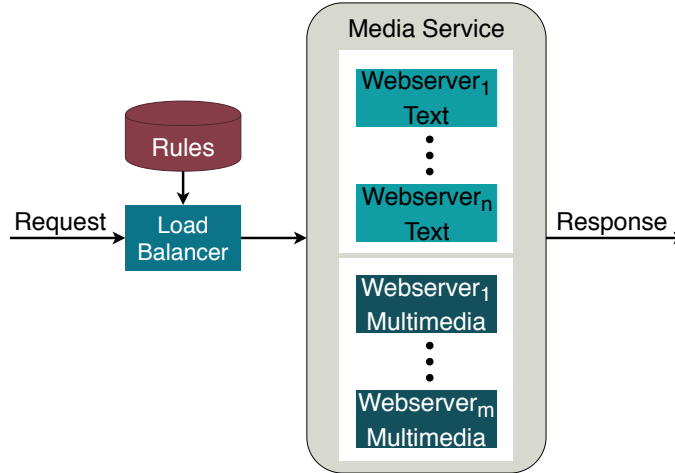 Media Service
Webserver₁
Text
Webserverₙ
Text
Rules
Request
Load
Balancer
Response
Webserver₁
Multimedia
Webserverₘ
Multimedia